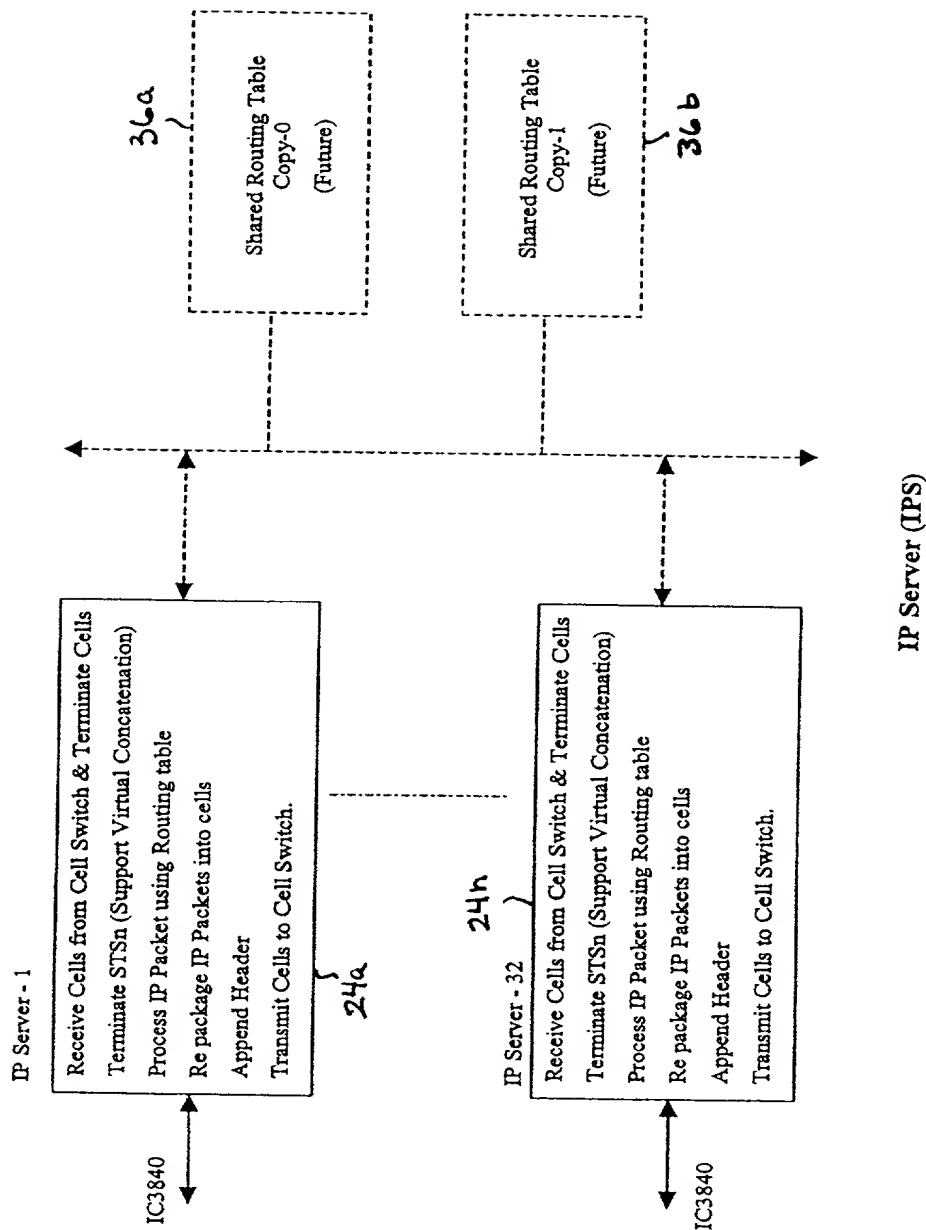 IP Server - 1
Receive Cells from Cell Switch & Terminate Cells
Terminate STSn (Support Virtual Concatenation)
Process IP Packet using Routing table
Re package IP Packets into cells
Append Header
Transmit Cells to Cell Switch.
24a
IC3840
IP Server - 32
24n
Receive Cells from Cell Switch & Terminate Cells
Terminate STSn (Support Virtual Concatenation)
Process IP Packet using Routing table
Re package IP Packets into cells
Append Header
Transmit Cells to Cell Switch.
IC3840
36a
Shared Routing Table
Copy-0
(Future)
Shared Routing Table
Copy-1
(Future)
36b
IP Server (IPS)